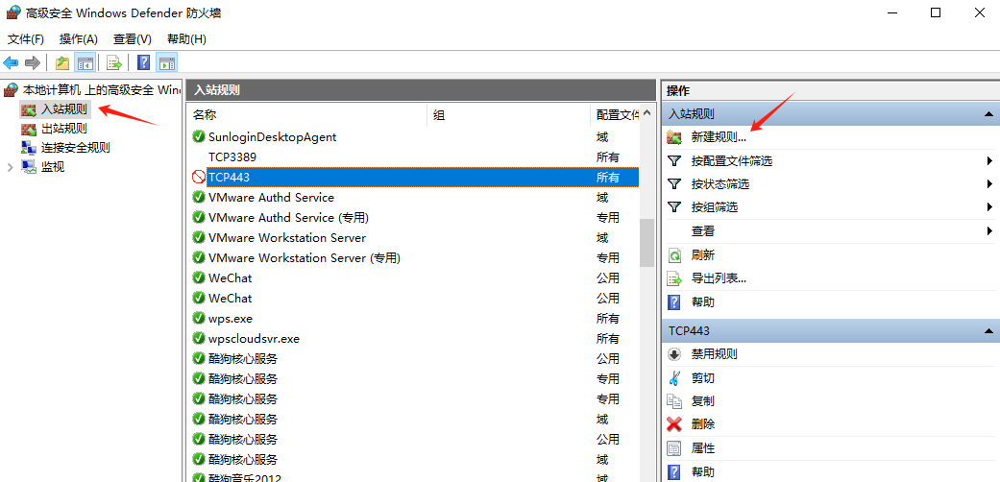 高级安全 Windows Defender 防火墙
文件(F) 操作(A) 查看(V) 帮助(H)
本地计算机 上的高级安全 Win
入站规则
出站规则
连接安全规则
监视
入站规则
名称 组 配置文件
SunloginDesktopAgent 域
TCP3389 所有
TCP443 所有
VMware Authd Service 域
VMware Authd Service (专用) 专用
VMware Workstation Server 域
VMware Workstation Server (专用) 专用
WeChat 公用
WeChat 公用
wps.exe 所有
wpscloudsvr.exe 所有
酷狗核心服务 公用
酷狗核心服务 专用
酷狗核心服务 专用
酷狗核心服务 域
酷狗核心服务 公用
酷狗核心服务 域
酷狗音乐2012 域
操作
入站规则
新建规则...
按配置文件筛选
按状态筛选
按组筛选
查看
刷新
导出列表...
帮助
TCP443
禁用规则
剪切
复制
删除
属性
帮助